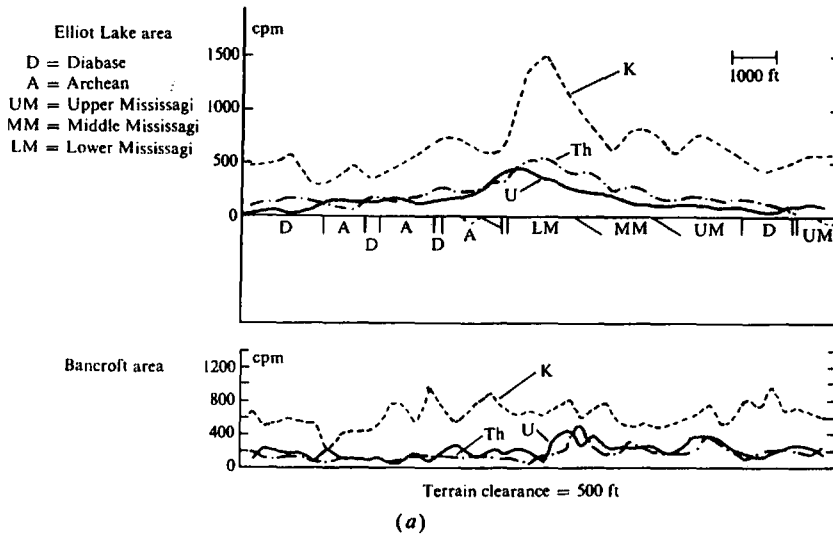 Elliot Lake area
D = Diabase
A = Archean
UM = Upper Mississagi
MM = Middle Mississagi
LM = Lower Mississagi
cpm
1500
1000
500
0
K
Th
U
1000 ft
D A D A D A LM MM UM D UM
Bancroft area
cpm
1200
800
400
0
K
U
Th
Terrain clearance = 500 ft
(a)